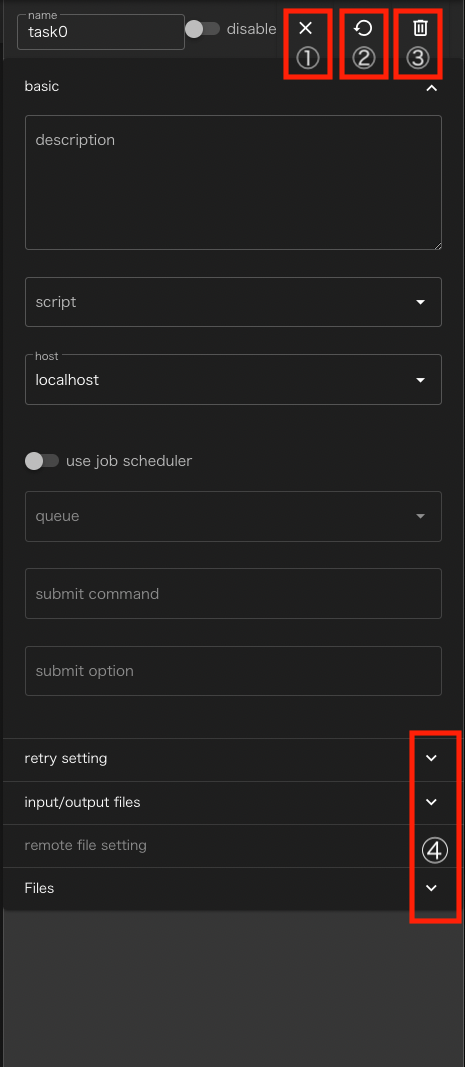 name
task0
disable
① ② ③
basic
description
script
host
localhost
use job scheduler
queue
submit command
submit option
retry setting
input/output files
remote file setting
④
Files